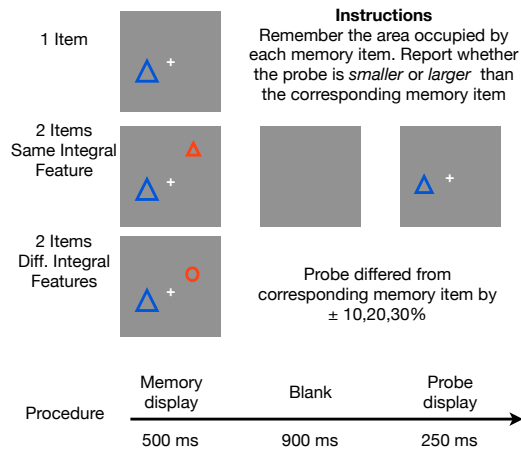 1 Item
Instructions
Remember the area occupied by
each memory item. Report whether
the probe is smaller or larger than
the corresponding memory item
2 Items
Same Integral
Feature
2 Items
Diff. Integral
Features
Probe differed from
corresponding memory item by
± 10,20,30%
Procedure
Memory
display
Blank
Probe
display
500 ms
900 ms
250 ms